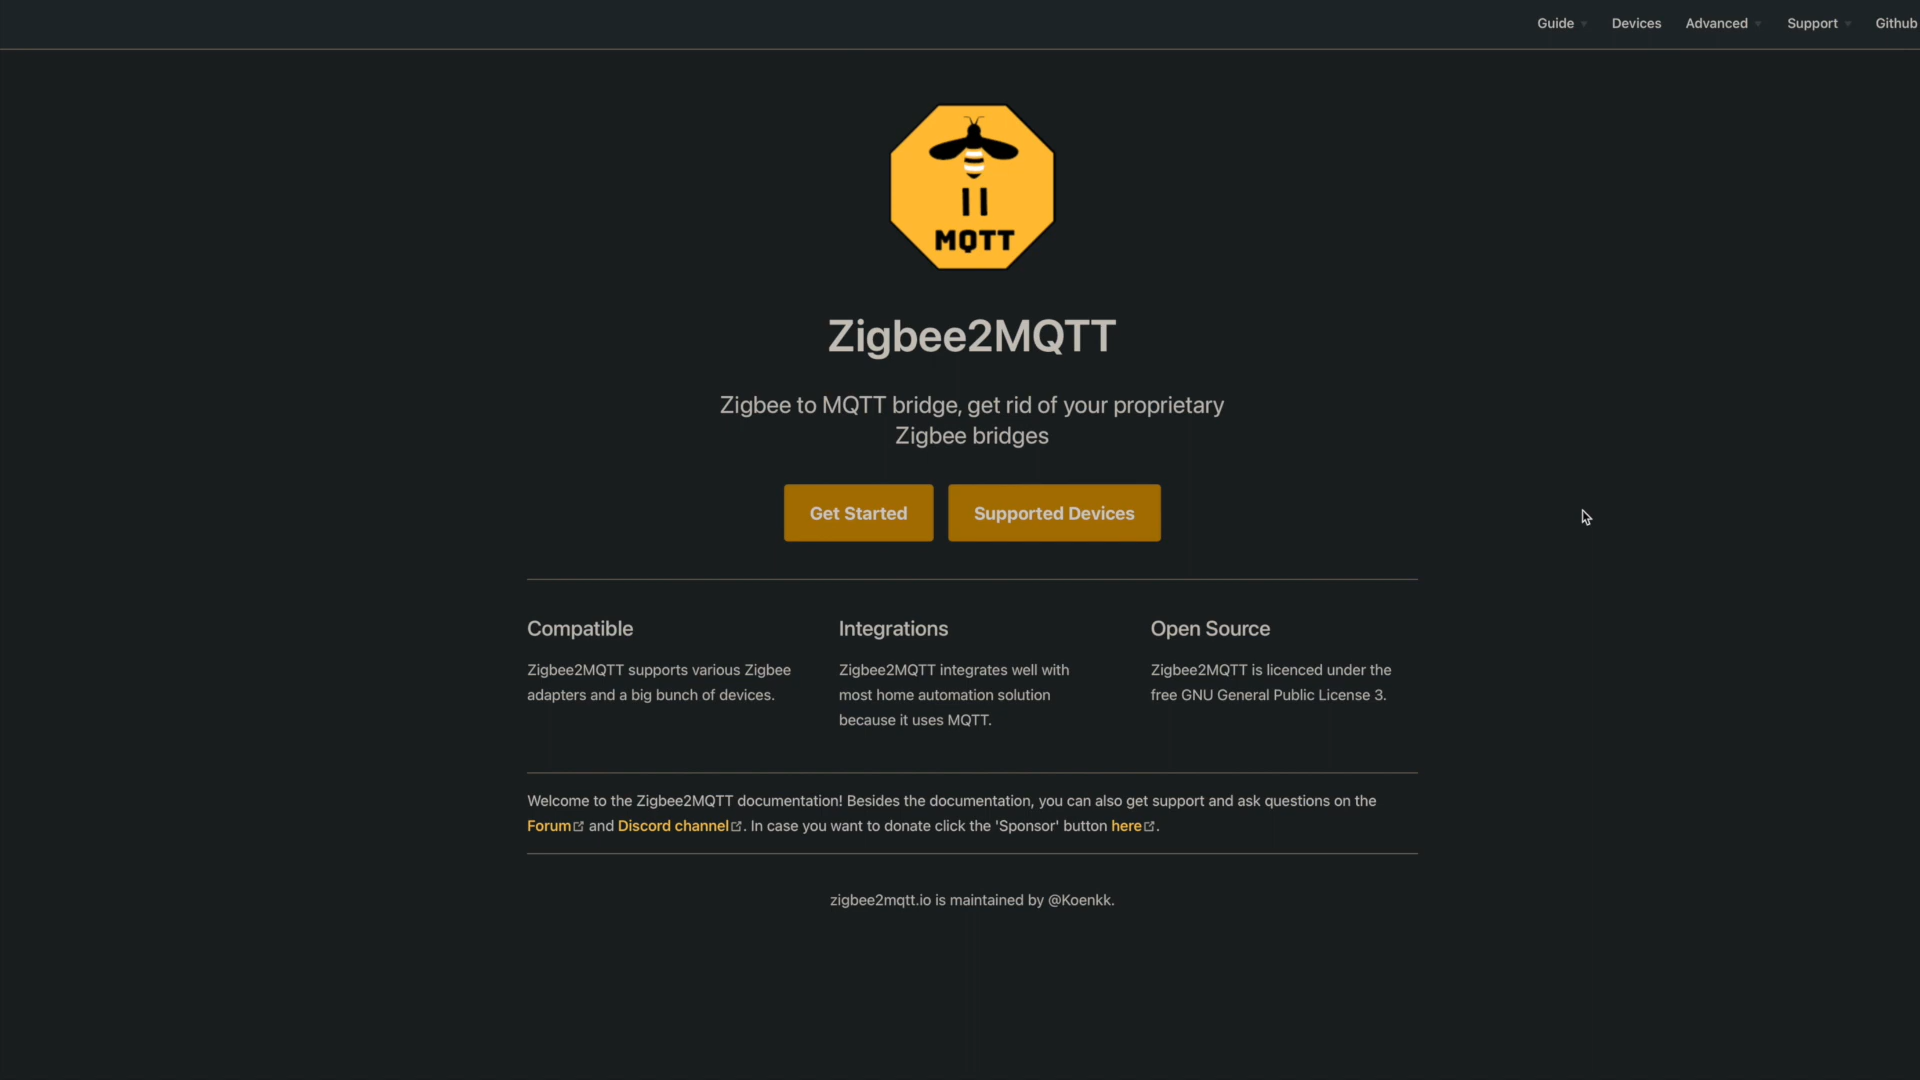 Guide Devices Advanced Support Github
MQTT
Zigbee2MQTT
Zigbee to MQTT bridge, get rid of your proprietary
Zigbee bridges
Get Started Supported Devices
Compatible
Zigbee2MQTT supports various Zigbee
adapters and a big bunch of devices.
Integrations
Zigbee2MQTT integrates well with
most home automation solution
because it uses MQTT.
Open Source
Zigbee2MQTT is licenced under the
free GNU General Public License 3.
Welcome to the Zigbee2MQTT documentation! Besides the documentation, you can also get support and ask questions on the
Forum and Discord channel. In case you want to donate click the 'Sponsor' button here.
zigbee2mqtt.io is maintained by @Koenkk.